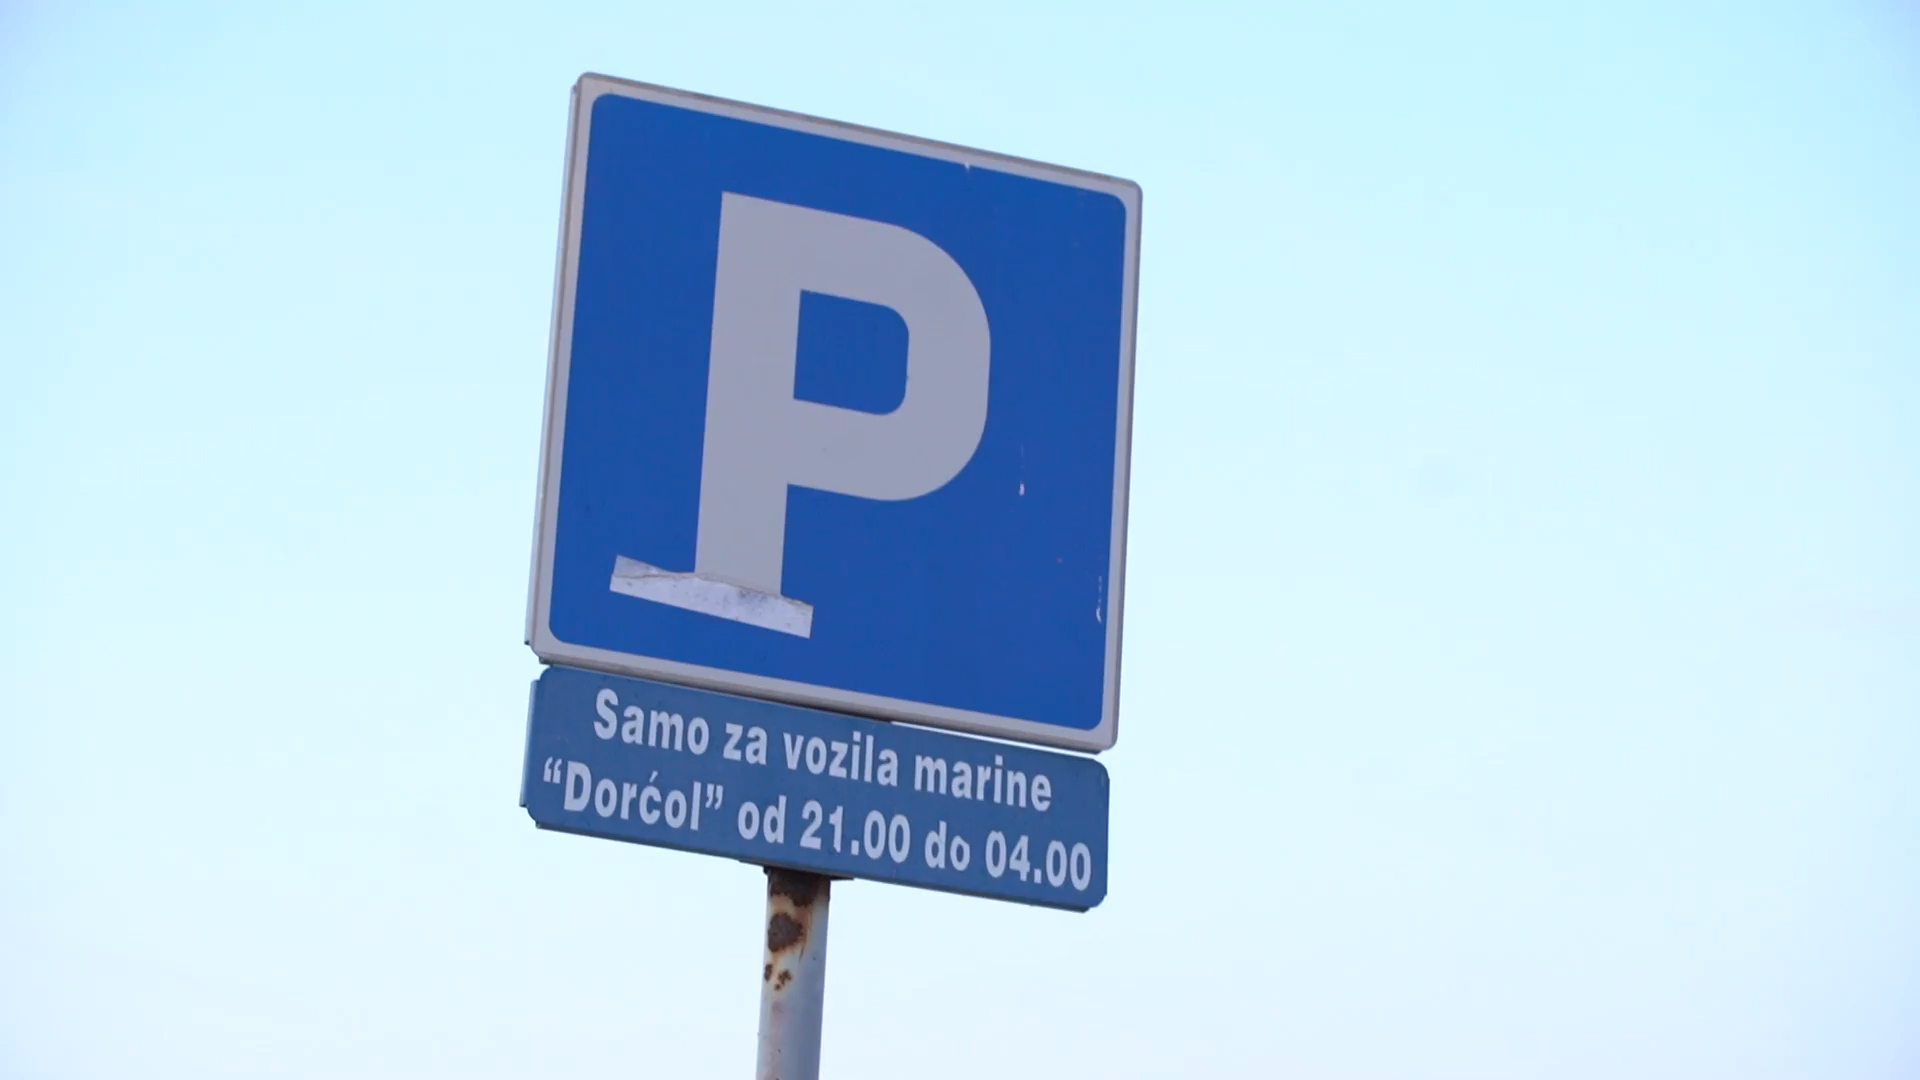 P
Samo za vozila marine
“Dorćol” od 21.00 do 04.00